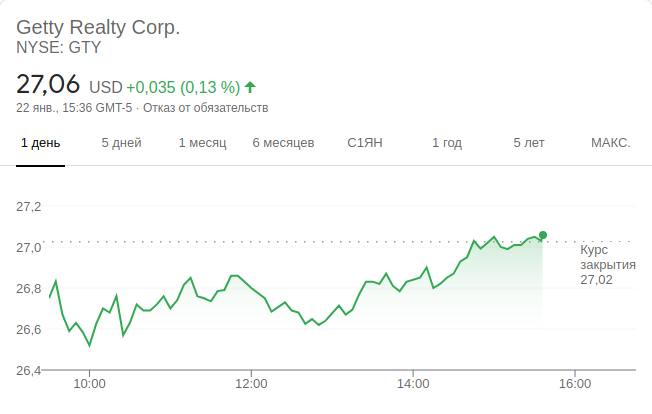 Getty Realty Corp.
NYSE: GTY
27,06 USD +0,035 (0,13 %)
22 янв., 15:36 GMT-5 · Отказ от обязательств
1 день 5 дней 1 месяц 6 месяцев С1ЯН 1 год 5 лет МАКС.
27,2
27,0
26,8
26,6
26,4
Курс
закрытия
27,02
10:00 12:00 14:00 16:00